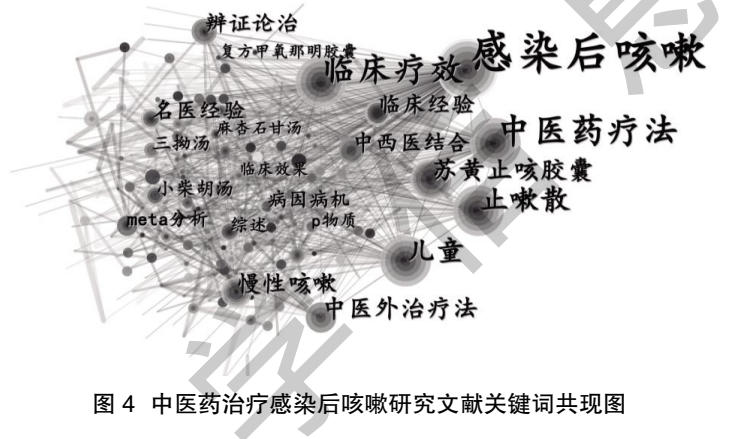 辨证论治
复方甲氧那明胶囊
感染后咳嗽
临床疗效
名医经验
临床经验
麻杏石甘汤
中医药疗法
三拗汤
中西医结合
临床效果
苏黄止咳胶囊
小柴胡汤
病因病机
止嗽散
meta分析
综述
p物质
儿童
慢性咳嗽
中医外治疗法
图 4 中医药治疗感染后咳嗽研究文献关键词共现图